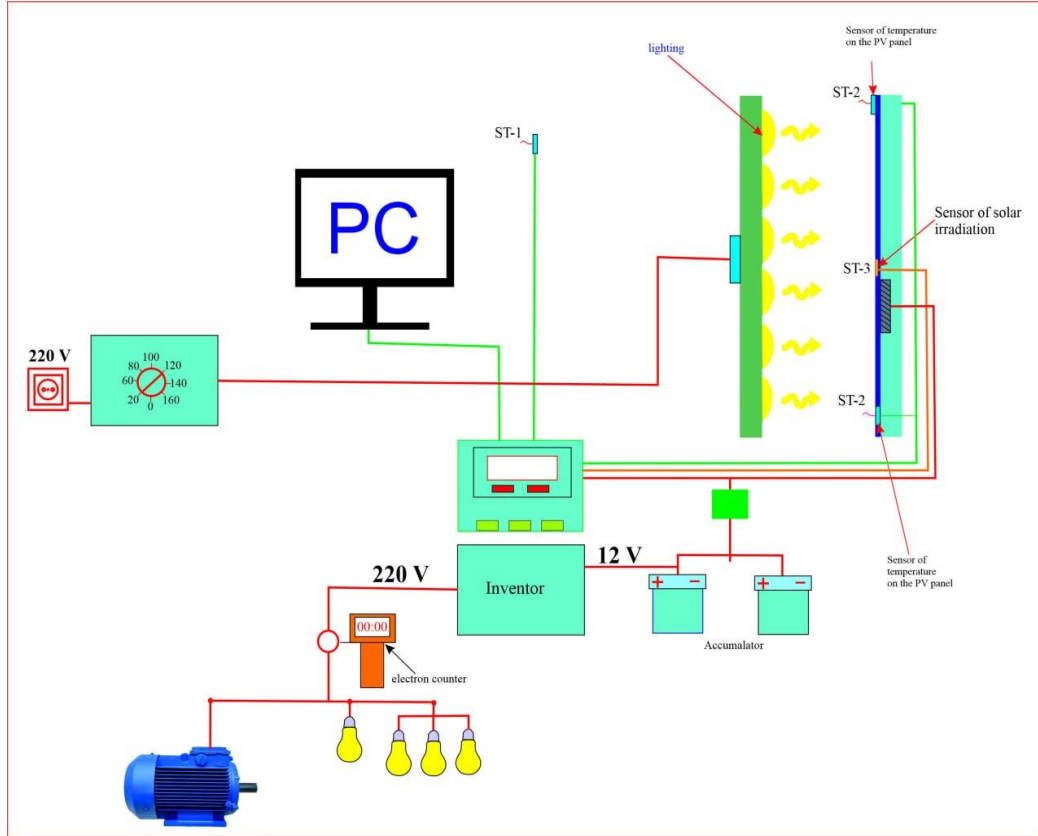 Sensor of temperature
on the PV panel
lighting
ST-2
ST-1
PC
Sensor of solar
irradiation
ST-3
220 V
100
80
120
60
140
20
160
0
ST-2
12 V
220 V
Inventor
+
−
+
−
Accumalator
Sensor of
temperature
on the PV panel
00:00
electron counter